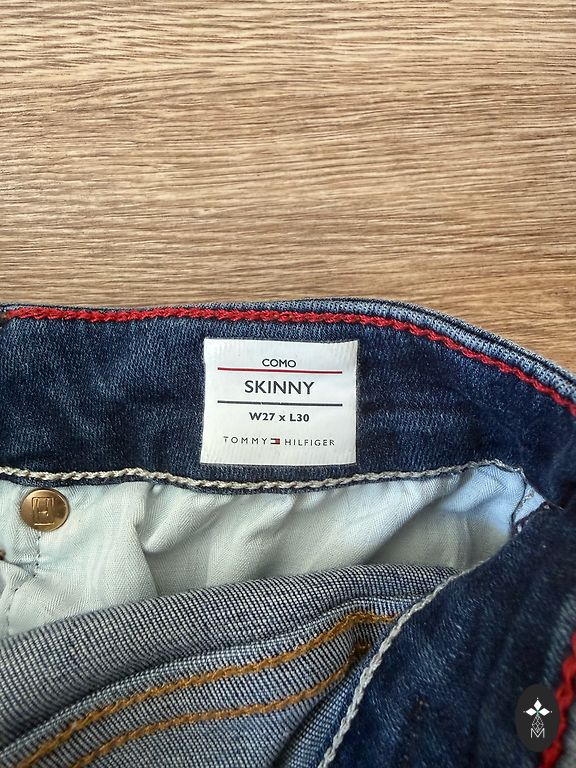 COMO
SKINNY
W27 x L30
TOMMY HILFIGER